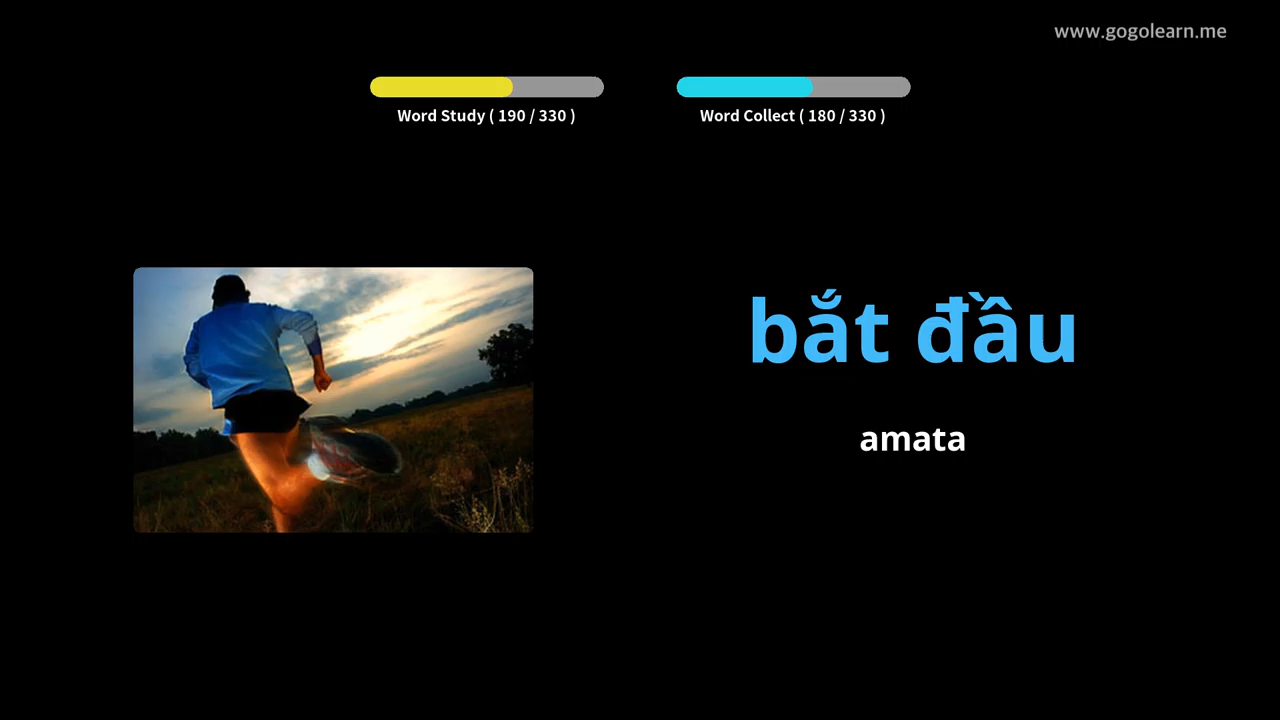 www.gogolearn.me
Word Study ( 190 / 330 )
Word Collect ( 180 / 330 )
bắt đầu
amata